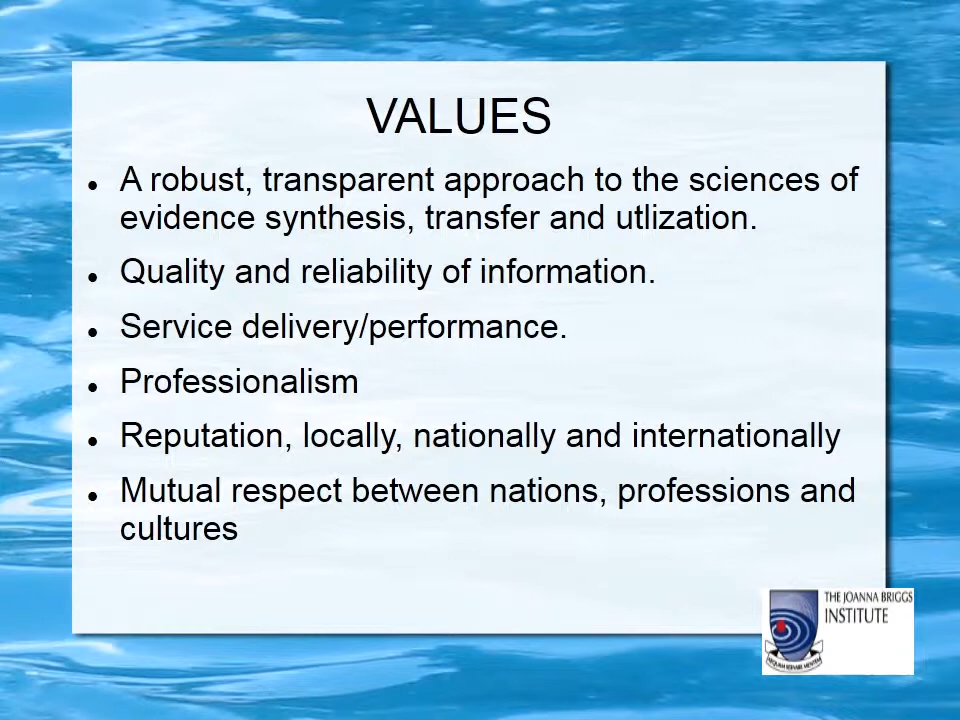 VALUES
● A robust, transparent approach to the sciences of
evidence synthesis, transfer and utlization.
● Quality and reliability of information.
● Service delivery/performance.
● Professionalism
● Reputation, locally, nationally and internationally
● Mutual respect between nations, professions and
cultures
THE JOANNA BRIGGS
INSTITUTE